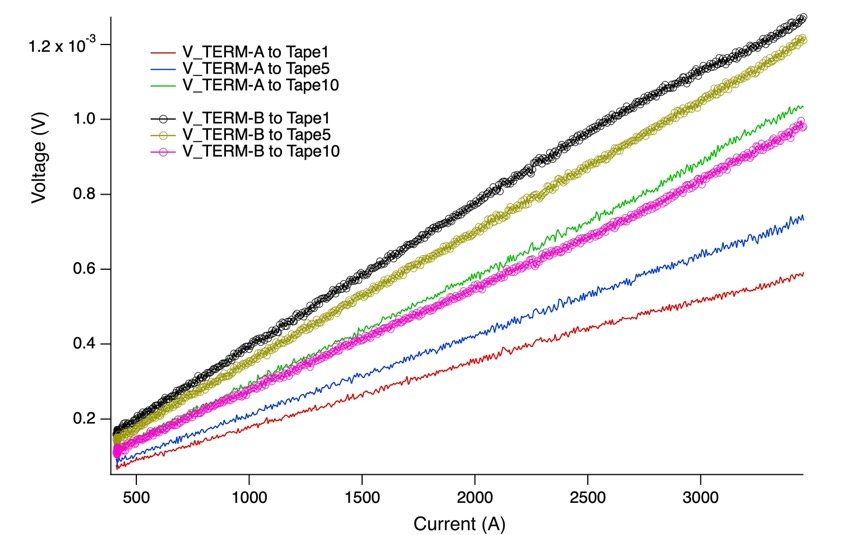 1.2 x 10⁻³
1.0
0.8
0.6
0.4
0.2
Voltage (V)
V_TERM-A to Tape1
V_TERM-A to Tape5
V_TERM-A to Tape10
V_TERM-B to Tape1
V_TERM-B to Tape5
V_TERM-B to Tape10
500 1000 1500 2000 2500 3000
Current (A)